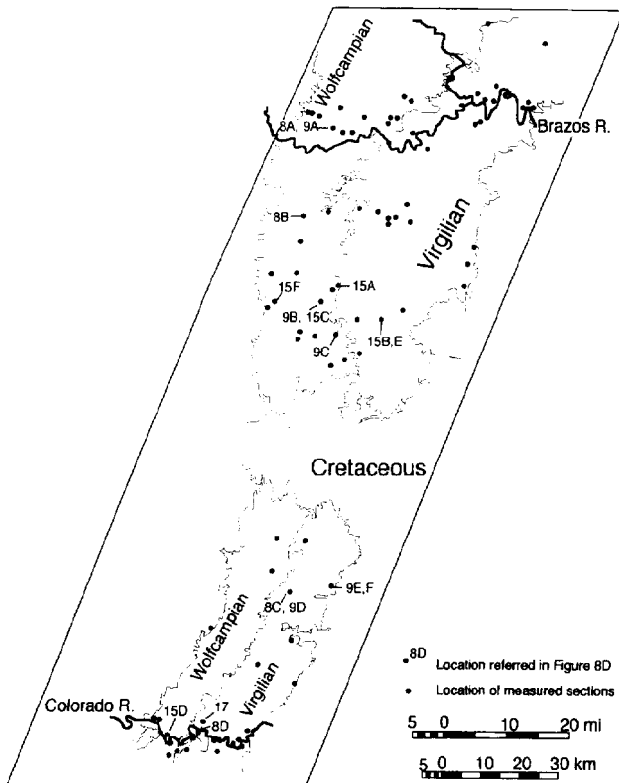 Wolfcampian
8A, 9A
Brazos R.
8B
Virgilian
15F
15A
9B, 15C
9C
15B,E
Cretaceous
9E,F
8C, 9D
Wolfcampian
Virgilian
Colorado R.
15D
17
8D
8D
Location referred in Figure 8D
Location of measured sections
5 0 10 20 mi
5 0 10 20 30 km